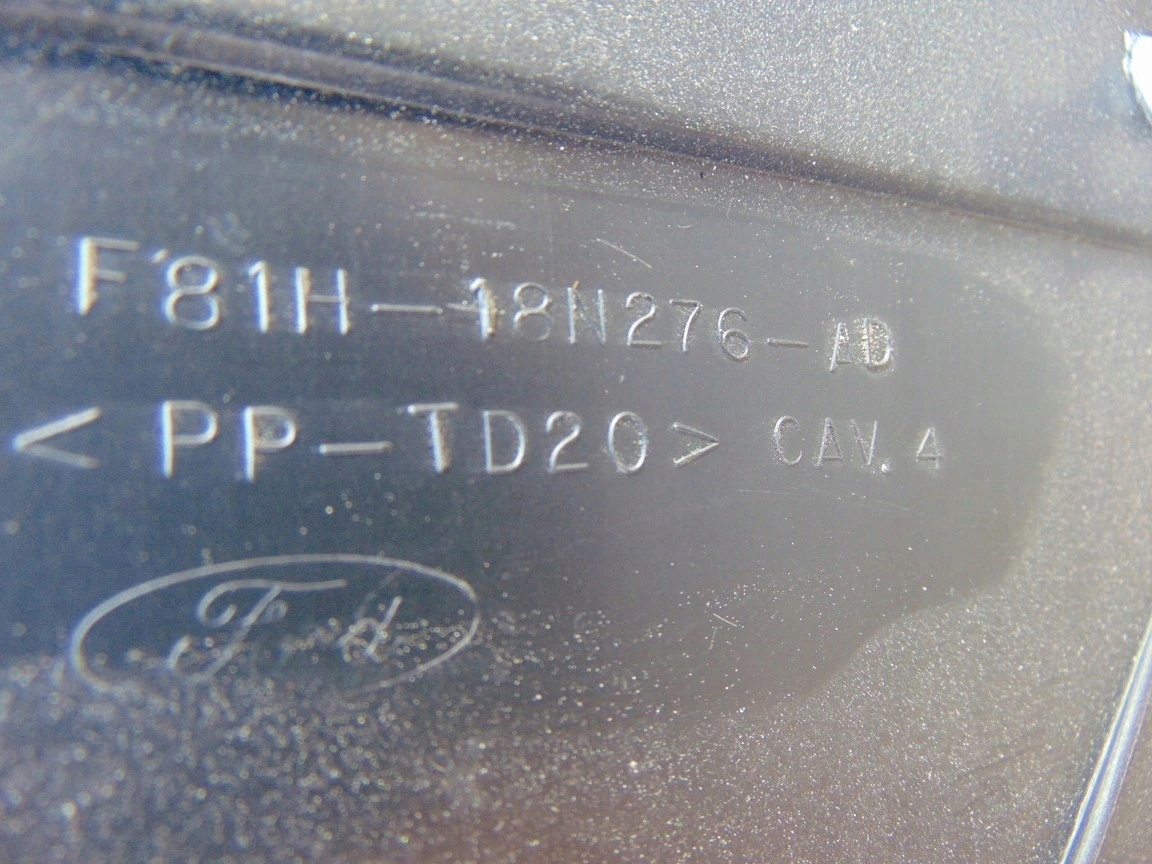 F81H-18N276-AD
<PP-TD20> CAV. 4
Ford